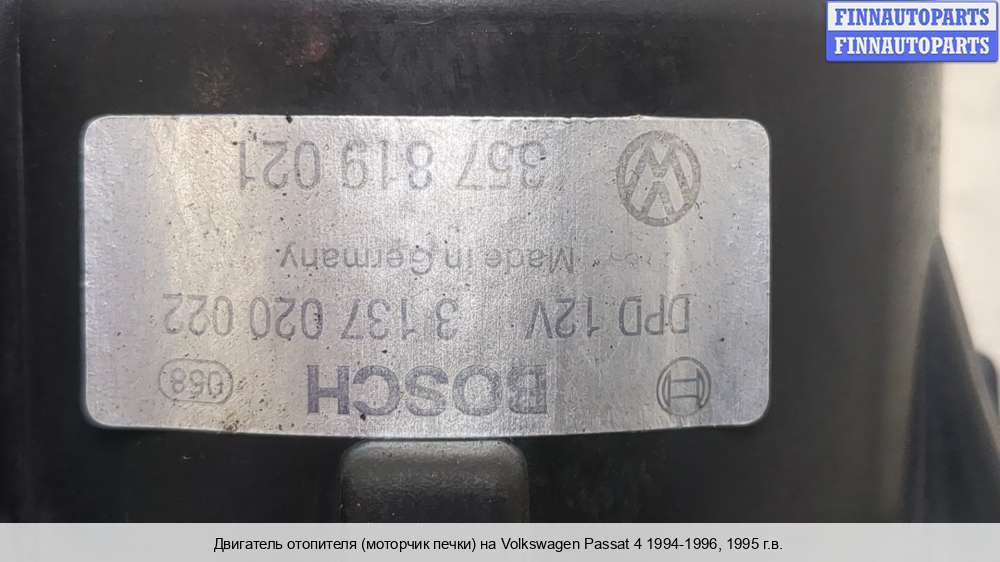 FINNAUTOPARTS
FINNAUTOPARTS
BOSCH 068
DPD 12V 3 137 020 022
Made in Germany
357 819 021
Двигатель отопителя (моторчик печки) на Volkswagen Passat 4 1994-1996, 1995 г.в.